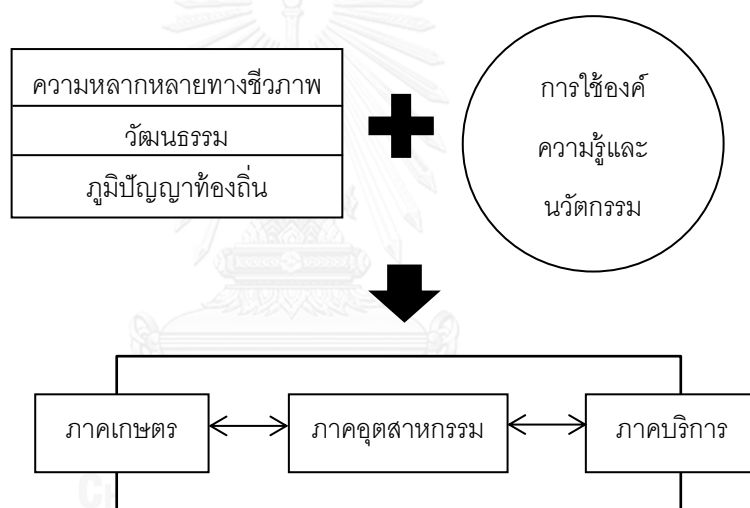 ความหลากหลายทางชีวภาพ
วัฒนธรรม
ภูมิปัญญาท้องถิ่น
การใช้องค์
ความรู้และ
นวัตกรรม
ภาคเกษตร
ภาคอุตสาหกรรม
ภาคบริการ